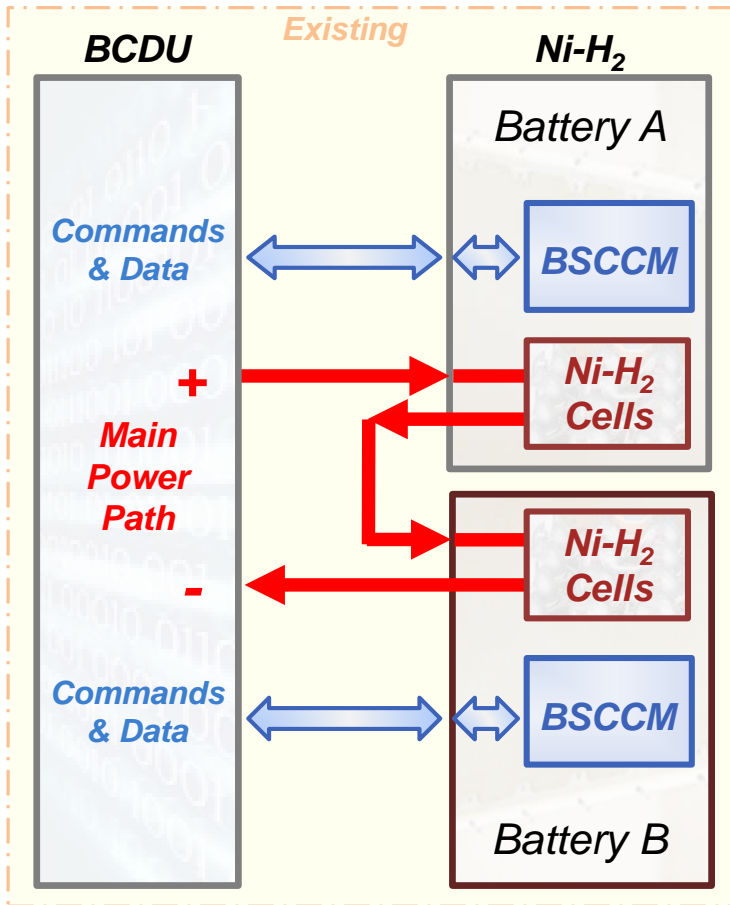 Existing
BCDU
Ni-H₂
Battery A
Commands
& Data
BSCCM
+
Main
Power
Path
-
Ni-H₂
Cells
Ni-H₂
Cells
Commands
& Data
BSCCM
Battery B